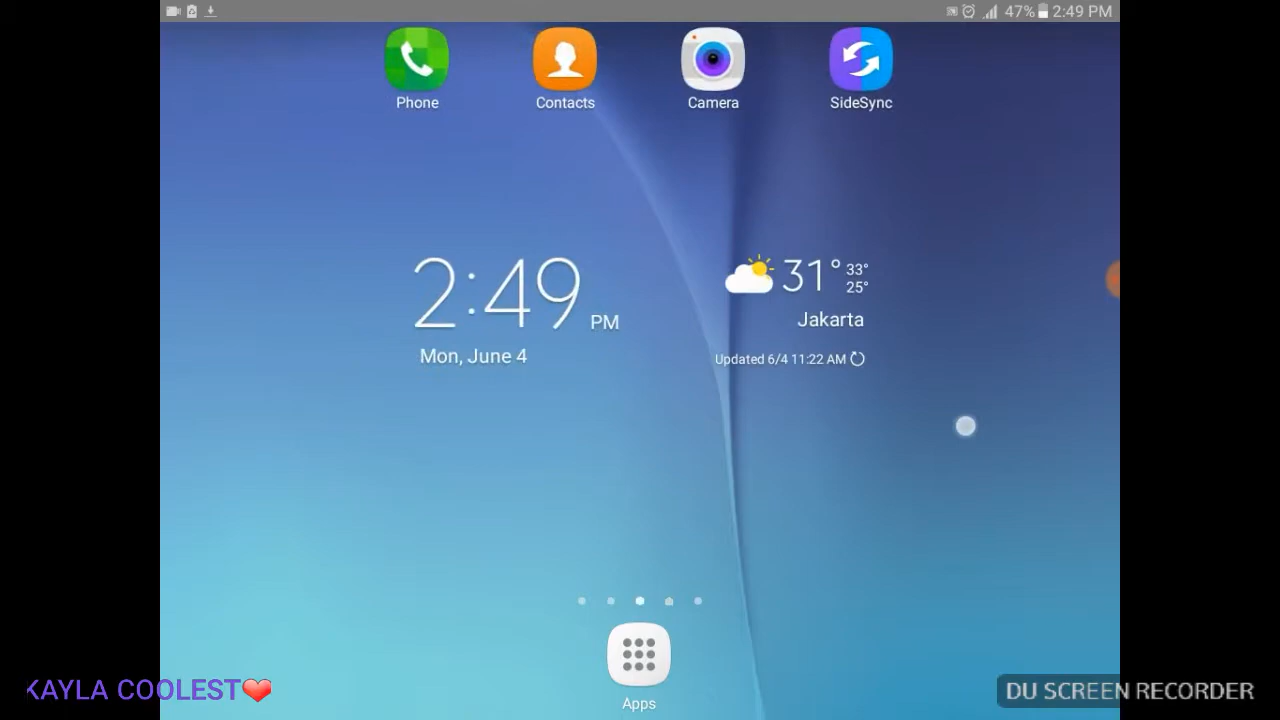 47% 2:49 PM
Phone Contacts Camera SideSync
2:49 PM
Mon, June 4
31° 33°
25°
Jakarta
Updated 6/4 11:22 AM
Apps
KAYLA COOLEST❤
DU SCREEN RECORDER